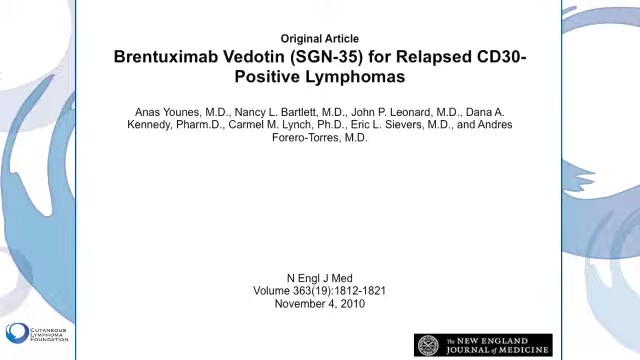 Original Article
Brentuximab Vedotin (SGN-35) for Relapsed CD30-
Positive Lymphomas
Anas Younes, M.D., Nancy L. Bartlett, M.D., John P. Leonard, M.D., Dana A.
Kennedy, Pharm.D., Carmel M. Lynch, Ph.D., Eric L. Sievers, M.D., and Andres
Forero-Torres, M.D.
N Engl J Med
Volume 363(19):1812-1821
November 4, 2010
CUTANEOUS
LYMPHOMA
FOUNDATION
The NEW ENGLAND
JOURNAL of MEDICINE